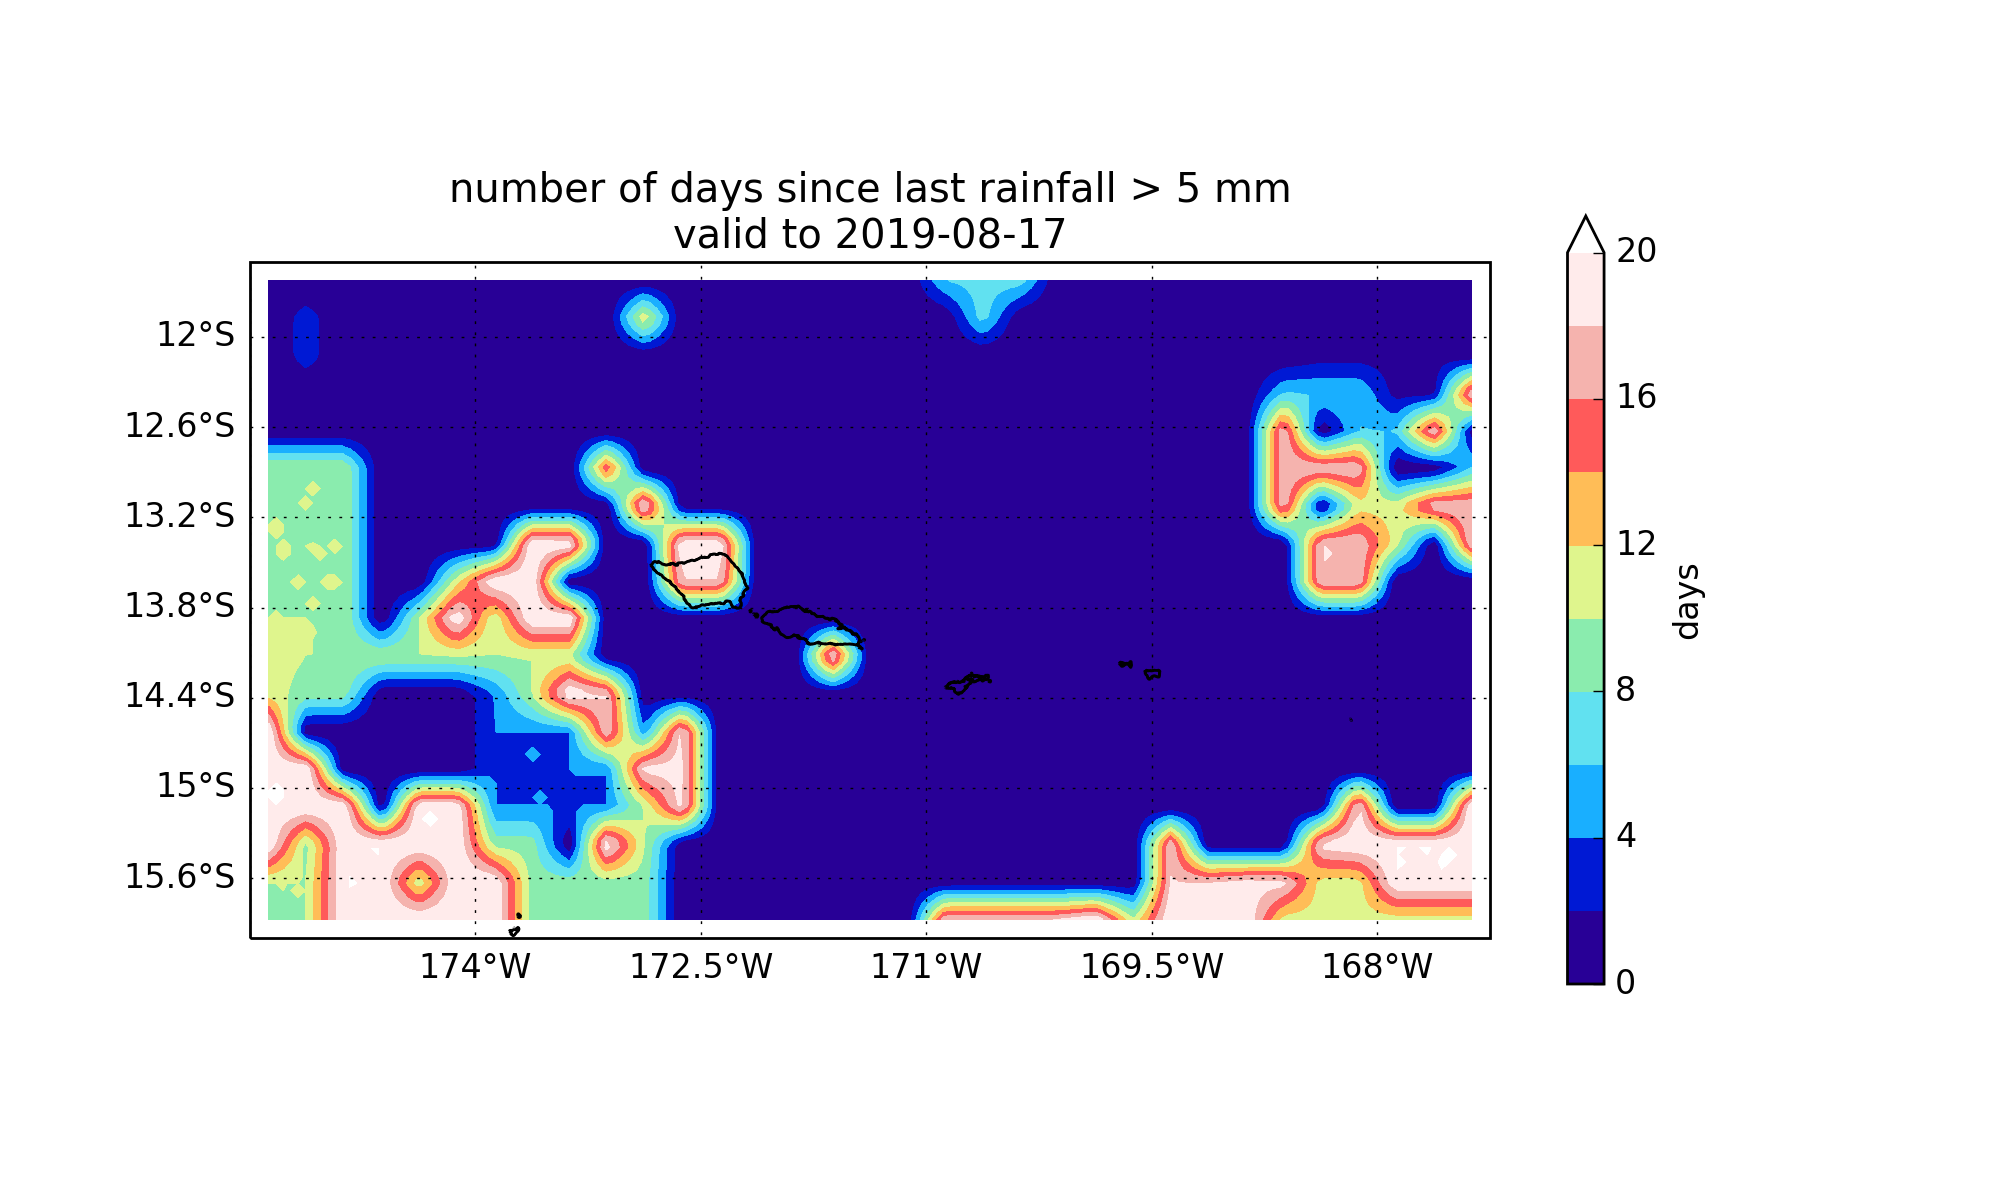 number of days since last rainfall > 5 mm
valid to 2019-08-17
12°S
12.6°S
13.2°S
13.8°S
14.4°S
15°S
15.6°S
174°W
172.5°W
171°W
169.5°W
168°W
20
16
12
8
4
0
days